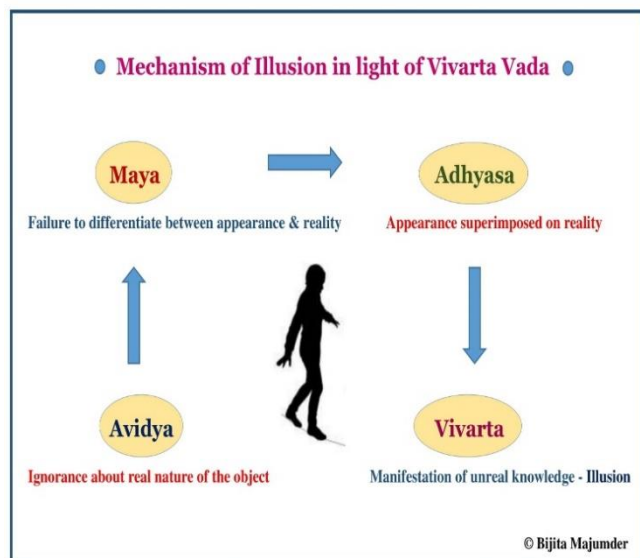 Mechanism of Illusion in light of Vivarta Vada
Maya
Failure to differentiate between appearance & reality
Adhyasa
Appearance superimposed on reality
Avidya
Ignorance about real nature of the object
Vivarta
Manifestation of unreal knowledge - Illusion
© Bijita Majumder